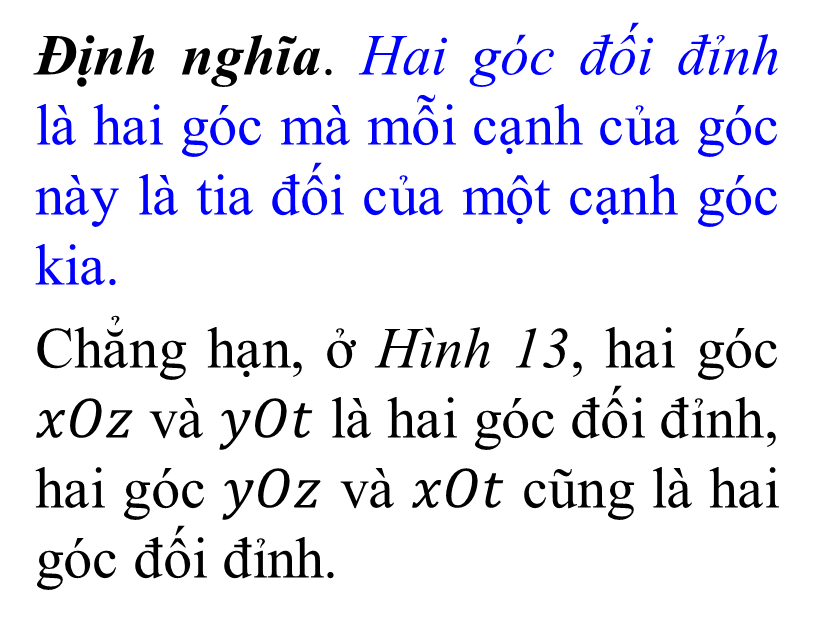 Định nghĩa. Hai góc đối đỉnh
là hai góc mà mỗi cạnh của góc
này là tia đối của một cạnh góc
kia.
Chẳng hạn, ở Hình 13, hai góc
xOz và yOt là hai góc đối đỉnh,
hai góc yOz và xOt cũng là hai
góc đối đỉnh.